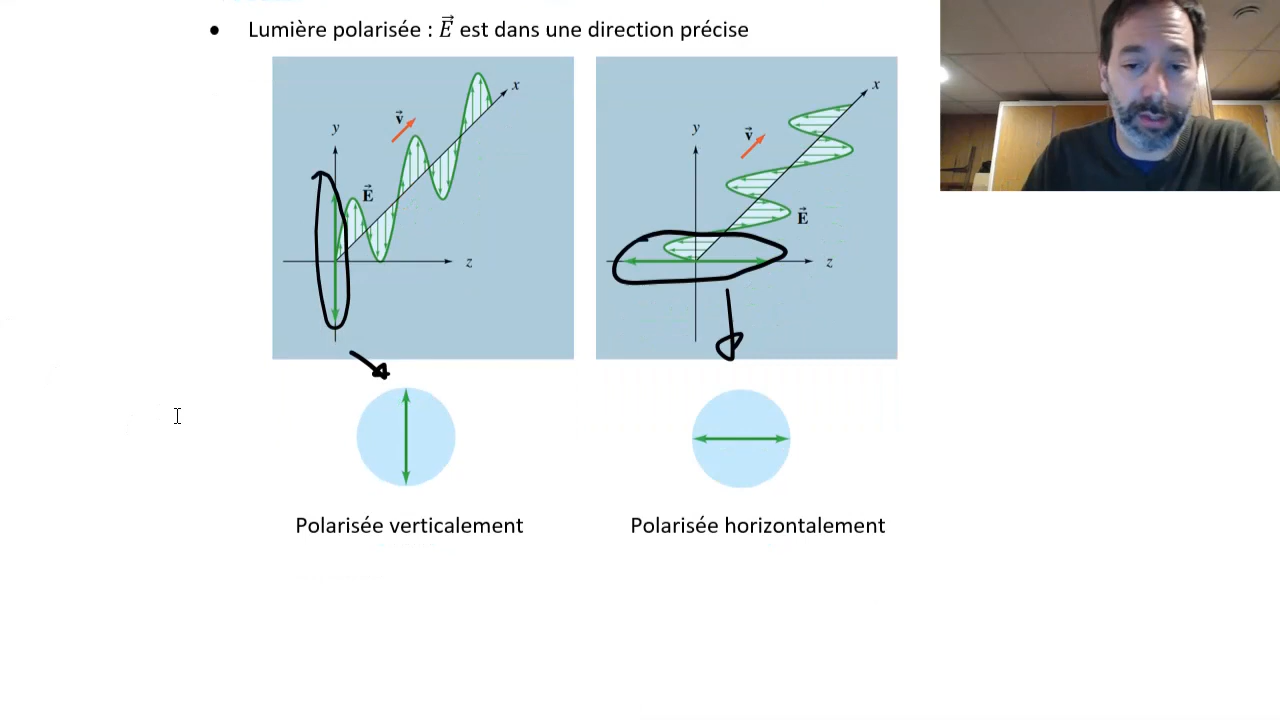 • Lumière polarisée : E⃗ est dans une direction précise
x
x
v⃗
v⃗
y
y
E⃗
E⃗
z
z
Polarisée verticalement
Polarisée horizontalement